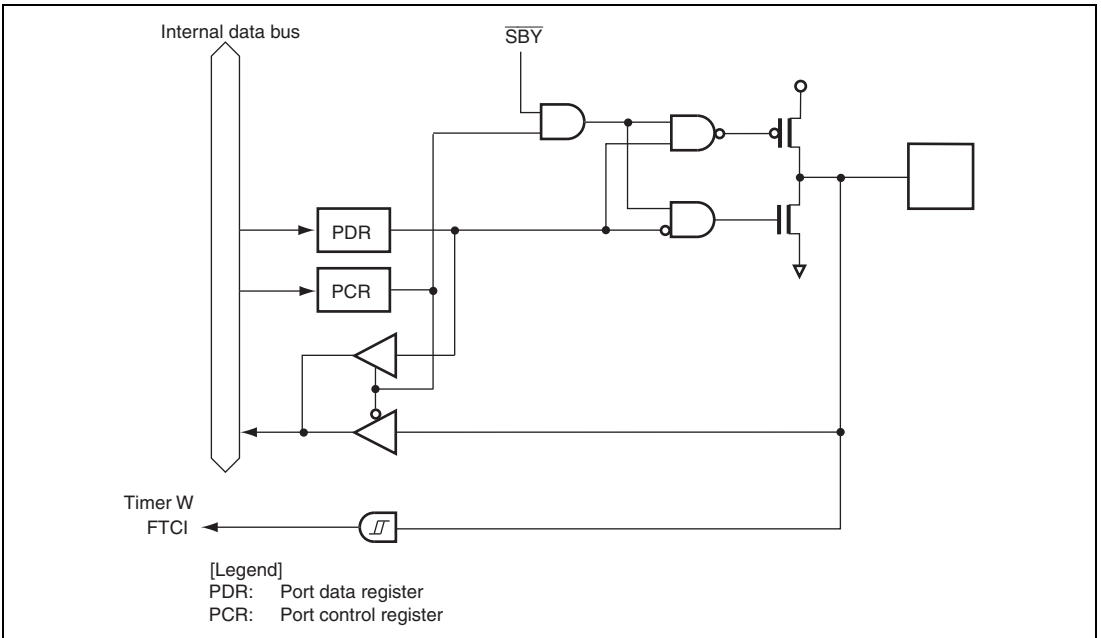 Internal data bus
SBY
PDR
PCR
Timer W
FTCI
[Legend]
PDR: Port data register
PCR: Port control register